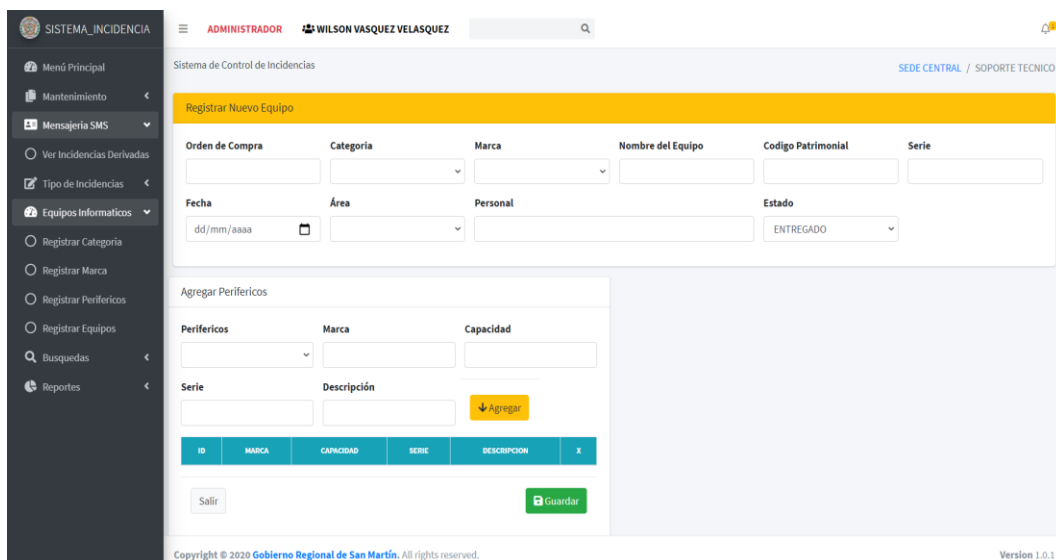 SISTEMA_INCIDENCIA
Menú Principal
Mantenimiento
Mensajeria SMS
Ver Incidencias Derivadas
Tipo de Incidencias
Equipos Informaticos
Registrar Categoria
Registrar Marca
Registrar Perifericos
Registrar Equipos
Busquedas
Reportes
ADMINISTRADOR WILSON VASQUEZ VELASQUEZ
Sistema de Control de Incidencias
SEDE CENTRAL / SOPORTE TECNICO
Registrar Nuevo Equipo
Orden de Compra Categoria Marca Nombre del Equipo Codigo Patrimonial Serie
Fecha Área Personal Estado
dd/mm/aaaa ENTREGADO
Agregar Perifericos
Perifericos Marca Capacidad
Serie Descripción
Agregar
ID MARCA CAPACIDAD SERIE DESCRIPCION X
Salir Guardar
Copyright © 2020 Gobierno Regional de San Martín. All rights reserved. Version 1.0.1